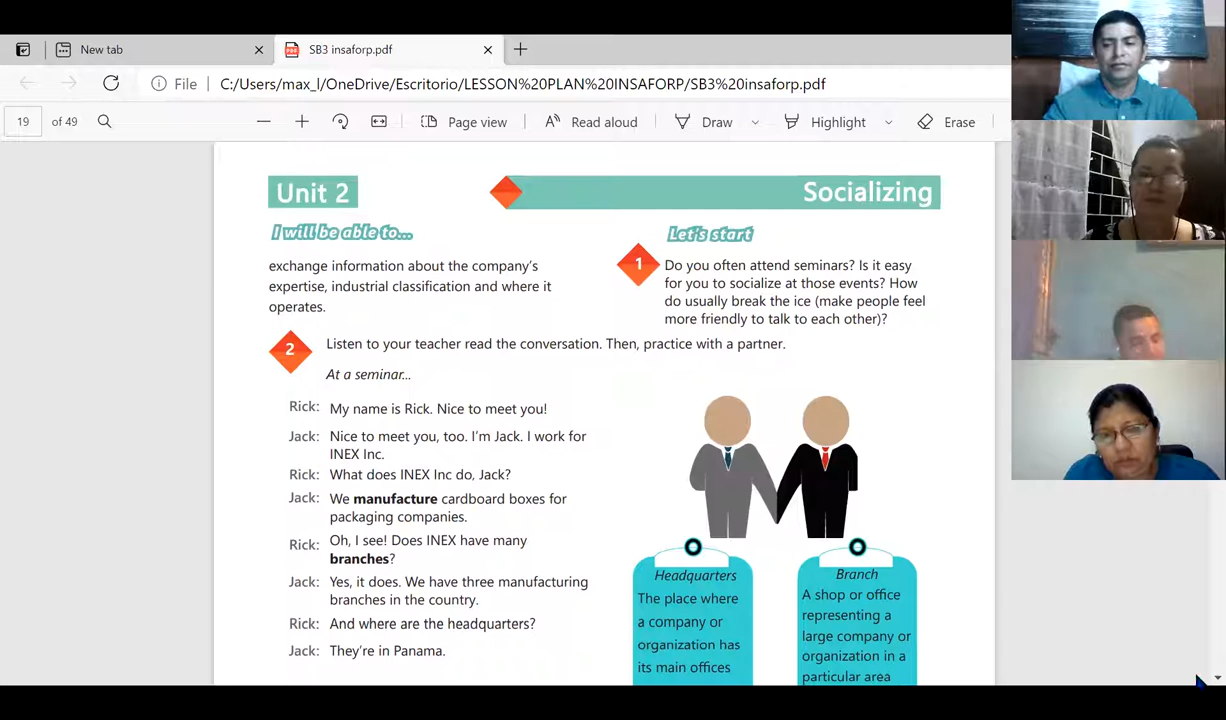 New tab
SB3 insaforp.pdf
File
C:/Users/max_l/OneDrive/Escritorio/LESSON%20PLAN%20INSAFORP/SB3%20insaforp.pdf
19
of 49
Page view
Read aloud
Draw
Highlight
Erase
Unit 2
Socializing
I will be able to...
exchange information about the company's
expertise, industrial classification and where it
operates.
Let's start
1
Do you often attend seminars? Is it easy
for you to socialize at those events? How
do usually break the ice (make people feel
more friendly to talk to each other)?
2
Listen to your teacher read the conversation. Then, practice with a partner.
At a seminar...
Rick: My name is Rick. Nice to meet you!
Jack: Nice to meet you, too. I'm Jack. I work for
INEX Inc.
Rick: What does INEX Inc do, Jack?
Jack: We manufacture cardboard boxes for
packaging companies.
Rick: Oh, I see! Does INEX have many
branches?
Jack: Yes, it does. We have three manufacturing
branches in the country.
Rick: And where are the headquarters?
Jack: They're in Panama.
Headquarters
The place where
a company or
organization has
its main offices
Branch
A shop or office
representing a
large company or
organization in a
particular area